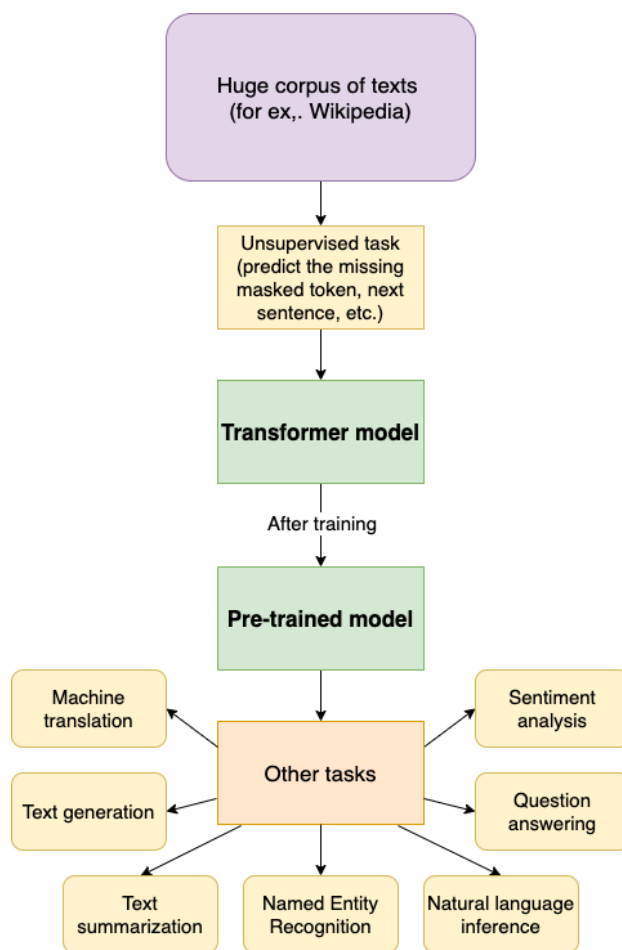 Huge corpus of texts
(for ex,. Wikipedia)
Unsupervised task
(predict the missing
masked token, next
sentence, etc.)
Transformer model
After training
Pre-trained model
Machine
translation
Sentiment
analysis
Other tasks
Text generation
Question
answering
Text
summarization
Named Entity
Recognition
Natural language
inference